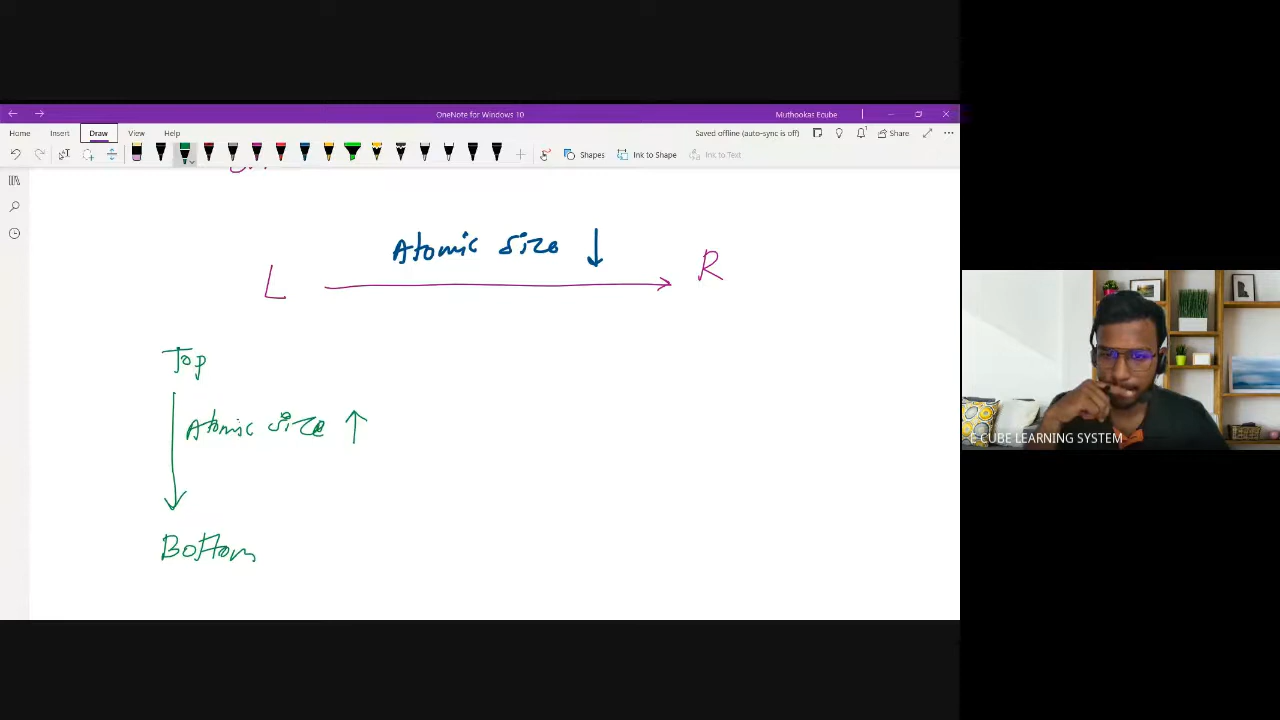 OneNote for Windows 10
Muthookas Ecube
Home Insert Draw View Help
Saved offline (auto-sync is off)
Share
Shapes
Ink to Shape
Ink to Text
Atomic size ↓
L
R
Top
Atomic size ↑
Bottom
E CUBE LEARNING SYSTEM